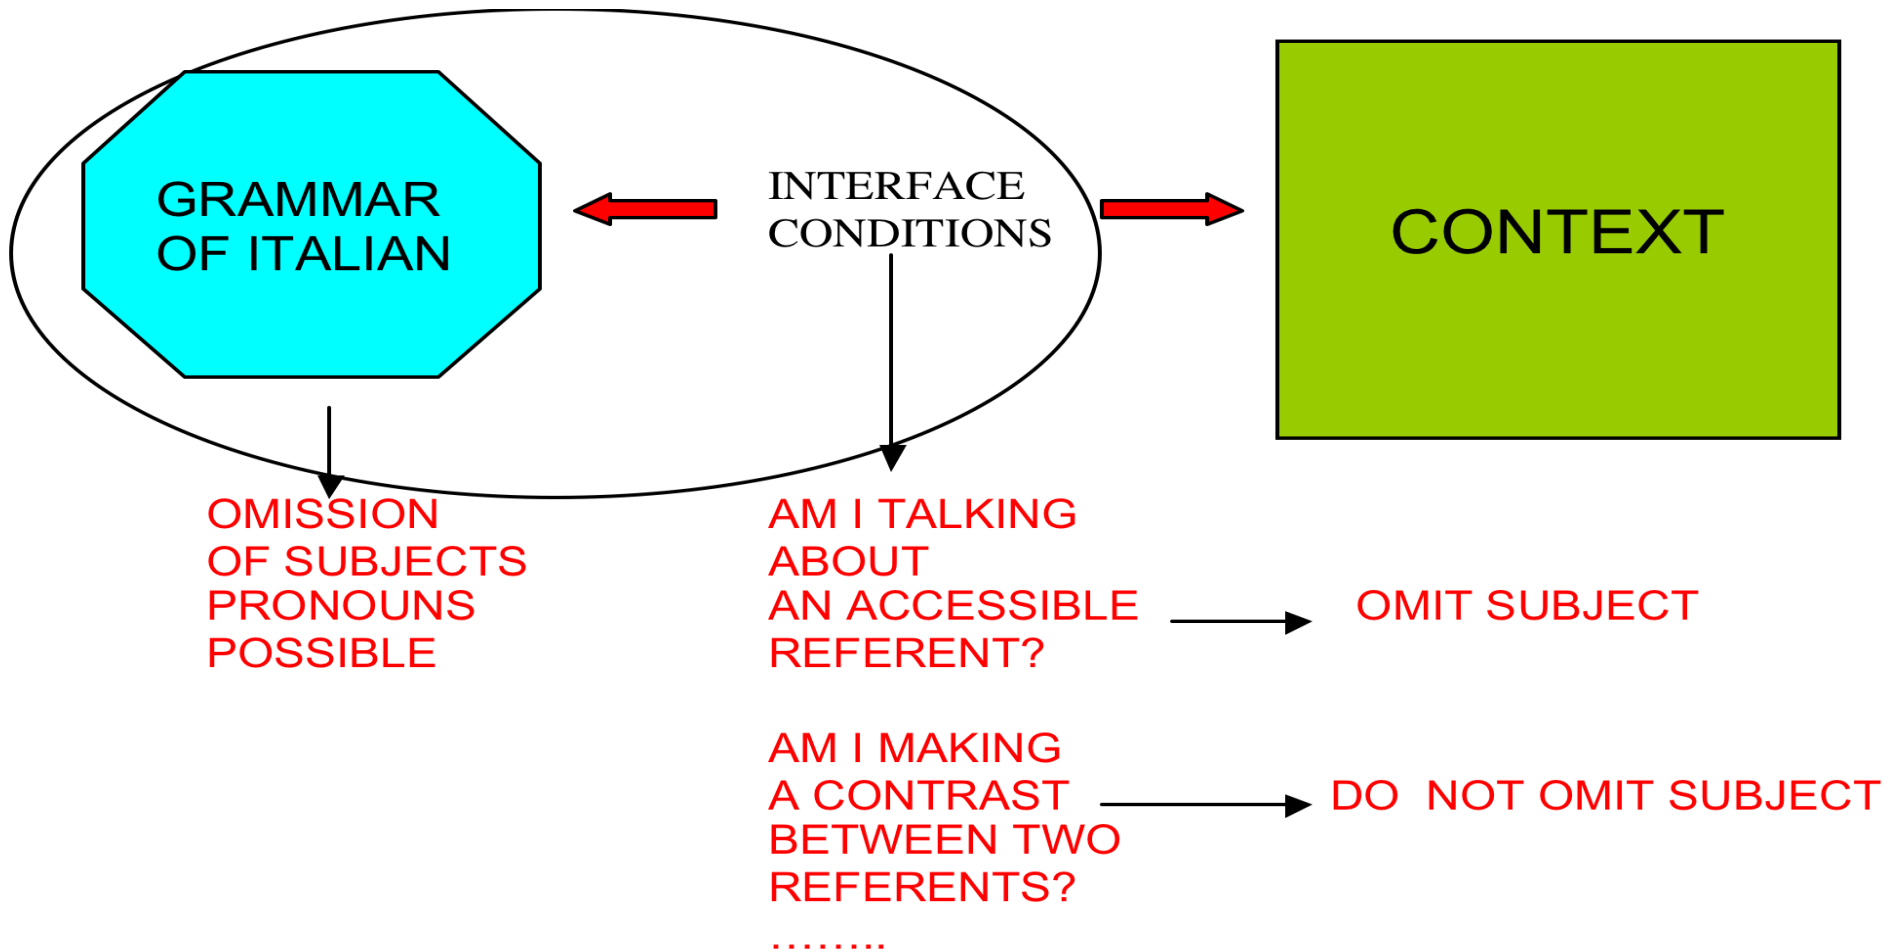 GRAMMAR
OF ITALIAN
INTERFACE
CONDITIONS
CONTEXT
OMISSION
OF SUBJECTS
PRONOUNS
POSSIBLE
AM I TALKING
ABOUT
AN ACCESSIBLE
REFERENT?
OMIT SUBJECT
AM I MAKING
A CONTRAST
BETWEEN TWO
REFERENTS?
........
DO NOT OMIT SUBJECT